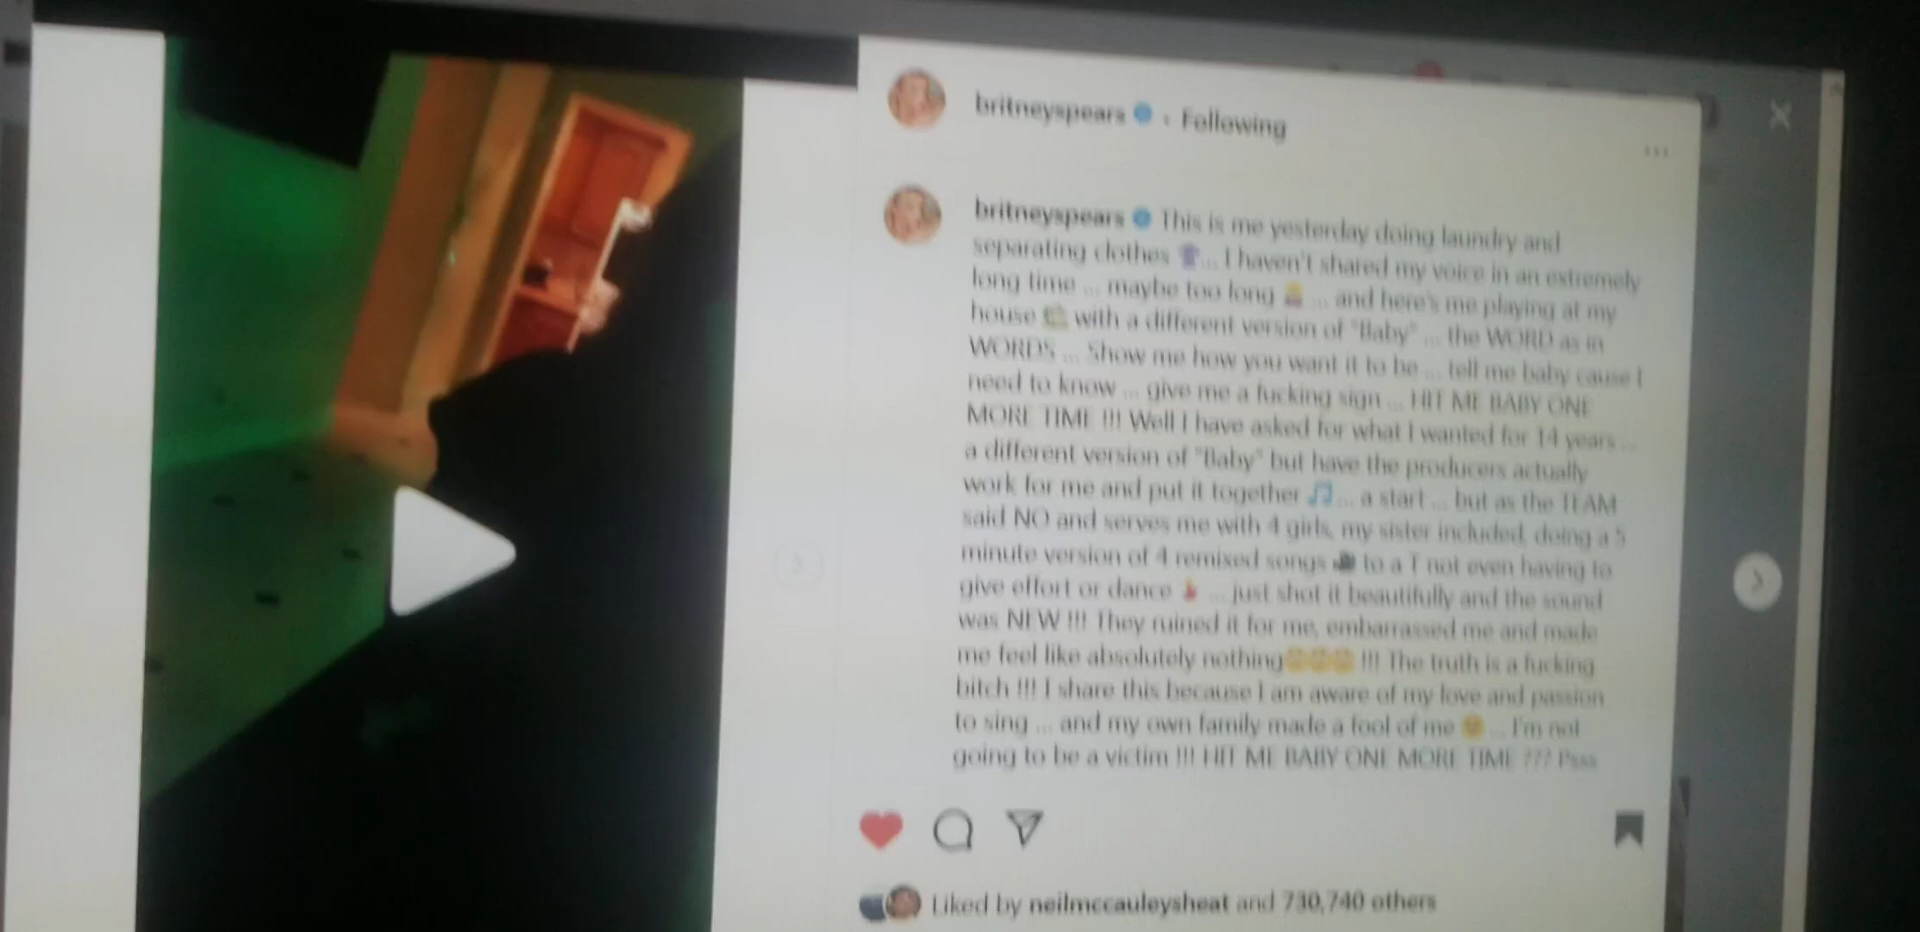 britneyspears • Following
britneyspears This is me yesterday doing laundry and
separating clothes 👚... I haven't shared my voice in an extremely
long time ... maybe too long ... and here's me playing at my
house with a different version of "Baby" ... the WORD as in
WORDS ... Show me how you want it to be ... tell me baby cause I
need to know ... give me a fucking sign ... HIT ME BABY ONE
MORE TIME !!! Well I have asked for what I wanted for 14 years ...
a different version of "Baby" but have the producers actually
work for me and put it together 🎵 ... a start ... but as the TEAM
said NO and serves me with 4 girls, my sister included, doing a 5
minute version of 4 remixed songs 🎥 to a T not even having to
give effort or dance 💃 ... just shot it beautifully and the sound
was NEW !!! They ruined it for me, embarrassed me and made
me feel like absolutely nothing !!! The truth is a fucking
bitch !!! I share this because I am aware of my love and passion
to sing ... and my own family made a fool of me ... I'm not
going to be a victim !!! HIT ME BABY ONE MORE TIME ??? Psss
Liked by neilmccauleysheat and 730,740 others